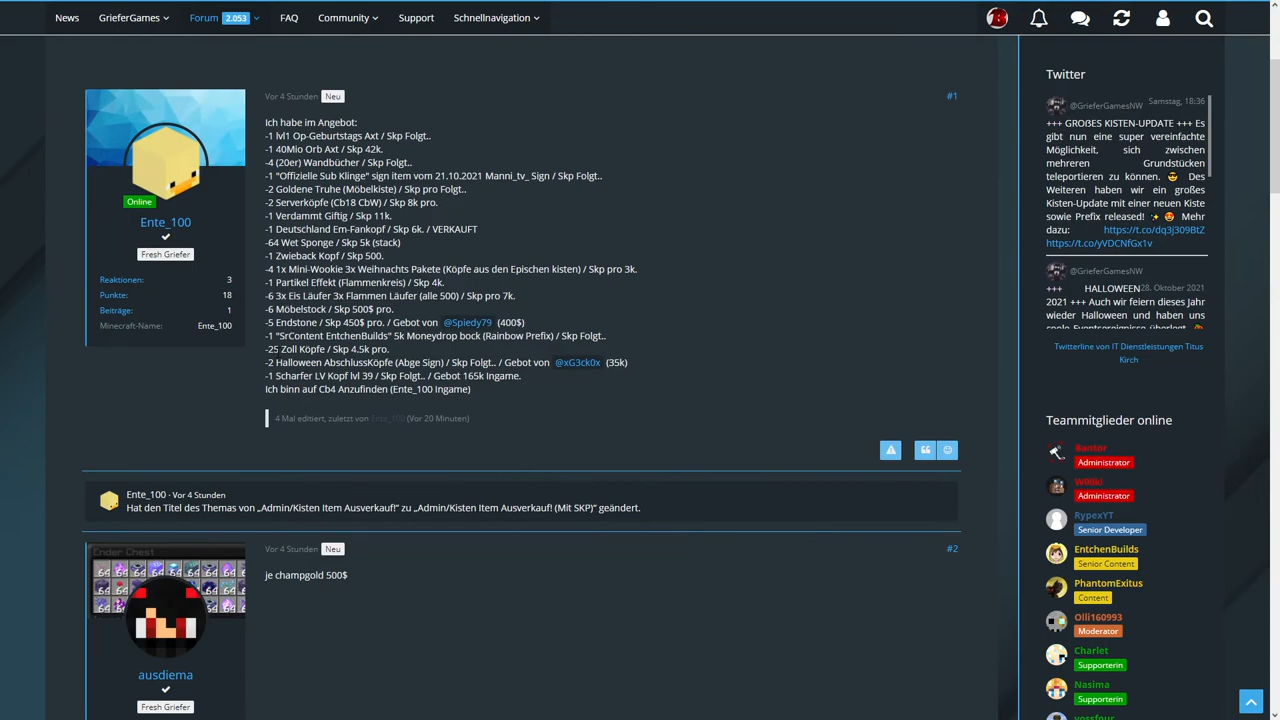 News
GrieferGames
Forum 2.053
FAQ
Community
Support
Schnellnavigation
Vor 4 Stunden Neu
#1
Online
Ente_100
Fresh Griefer
Reaktionen: 3
Punkte: 18
Beiträge: 1
Minecraft-Name: Ente_100
Ich habe im Angebot:
-1 lvl1 Op-Geburtstags Axt / Skp Folgt..
-1 40Mio Orb Axt / Skp 42k.
-4 (20er) Wandbücher / Skp Folgt..
-1 "Offizielle Sub Klinge" sign item vom 21.10.2021 Manni_tv_ Sign / Skp Folgt..
-2 Goldene Truhe (Möbelkiste) / Skp pro Folgt..
-2 Serverköpfe (Cb18 CbW) / Skp 8k pro.
-1 Verdammt Giftig / Skp 11k.
-1 Deutschland Em-Fankopf / Skp 6k. / VERKAUFT
-64 Wet Sponge / Skp 5k (stack)
-1 Zwieback Kopf / Skp 500.
-4 1x Mini-Wookie 3x Weihnachts Pakete (Köpfe aus den Epischen kisten) / Skp pro 3k.
-1 Partikel Effekt (Flammenkreis) / Skp 4k.
-6 3x Eis Läufer 3x Flammen Läufer (alle 500) / Skp pro 7k.
-6 Möbelstock / Skp 500$ pro.
-5 Endstone / Skp 450$ pro. / Gebot von @Spiedy79 (400$)
-1 "SrContent EntchenBuilds" 5k Moneydrop bock (Rainbow Prefix) / Skp Folgt..
-25 Zoll Köpfe / Skp 4.5k pro.
-2 Halloween AbschlussKöpfe (Abge Sign) / Skp Folgt.. / Gebot von @xG3ck0x (35k)
-1 Scharfer LV Kopf lvl 39 / Skp Folgt.. / Gebot 165k Ingame.
Ich binn auf Cb4 Anzufinden (Ente_100 Ingame)
4 Mal editiert, zuletzt von Ente_100 (Vor 20 Minuten)
Ente_100 · Vor 4 Stunden
Hat den Titel des Themas von „Admin/Kisten Item Ausverkauf!“ zu „Admin/Kisten Item Ausverkauf! (Mit SKP)“ geändert.
Vor 4 Stunden Neu
#2
Ender Chest
ausdiema
Fresh Griefer
je champgold 500$
Twitter
@GrieferGamesNW
Samstag, 18:36
+++ GROßES KISTEN-UPDATE +++ Es
gibt nun eine super vereinfachte
Möglichkeit, sich zwischen
mehreren Grundstücken
teleportieren zu können. 😎 Des
Weiteren haben wir ein großes
Kisten-Update mit einer neuen Kiste
sowie Prefix released! ✨ 😍 Mehr
dazu: https://t.co/dq3j309BtZ
https://t.co/yVDCNfGx1v
@GrieferGamesNW
28. Oktober 2021
+++ HALLOWEEN
2021 +++ Auch wir feiern dieses Jahr
wieder Halloween und haben uns
coole Eventereignisse überlegt.
Twitterline von IT Dienstleistungen Titus
Kirch
Teammitglieder online
Bantor
Administrator
W00kI
Administrator
RypexYT
Senior Developer
EntchenBuilds
Senior Content
PhantomExitus
Content
Olli160993
Moderator
Charlet
Supporterin
Nasima
Supporterin
vossfour